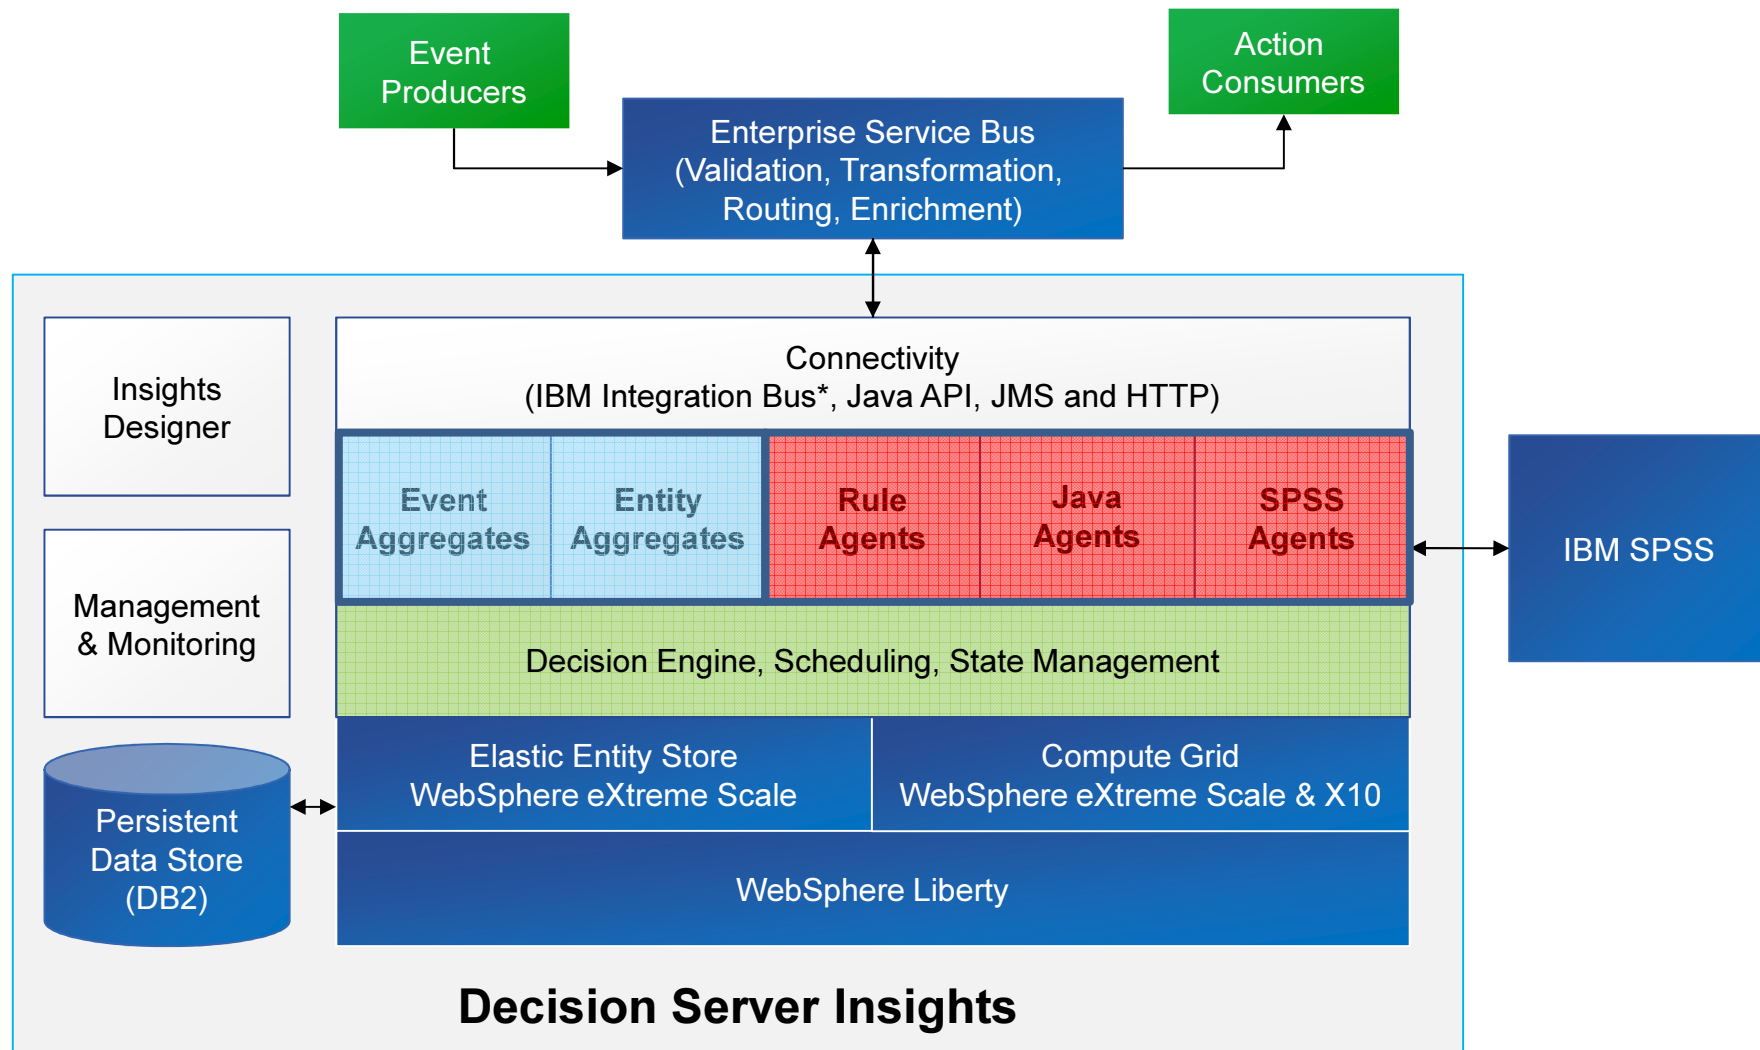 Event
Producers
Action
Consumers
Enterprise Service Bus
(Validation, Transformation,
Routing, Enrichment)
Insights
Designer
Connectivity
(IBM Integration Bus*, Java API, JMS and HTTP)
Event
Aggregates
Entity
Aggregates
Rule
Agents
Java
Agents
SPSS
Agents
IBM SPSS
Management
& Monitoring
Decision Engine, Scheduling, State Management
Elastic Entity Store
WebSphere eXtreme Scale
Compute Grid
WebSphere eXtreme Scale & X10
Persistent
Data Store
(DB2)
WebSphere Liberty
Decision Server Insights